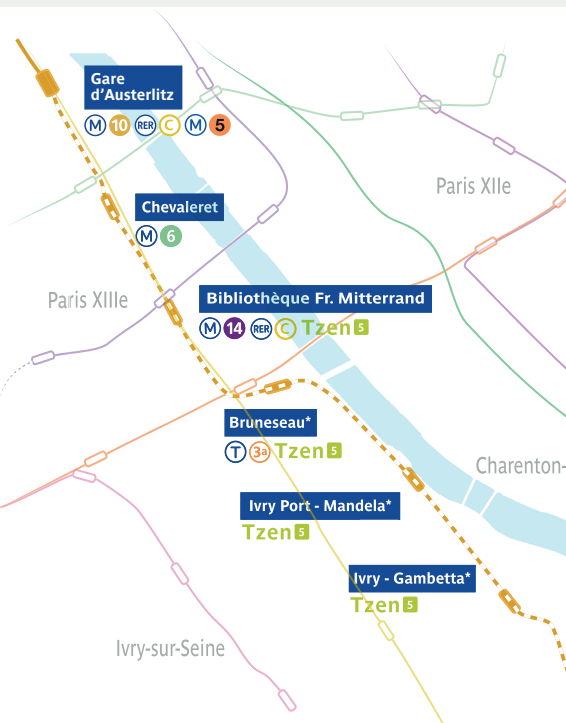 Gare
d'Austerlitz
M 10 RER C M 5
Paris XIIe
Chevaleret
M 6
Paris XIIIe
Bibliothèque Fr. Mitterrand
M 14 RER C Tzen 5
Bruneseau*
T 3a Tzen 5
Charenton-
Ivry Port - Mandela*
Tzen 5
Ivry - Gambetta*
Tzen 5
Ivry-sur-Seine